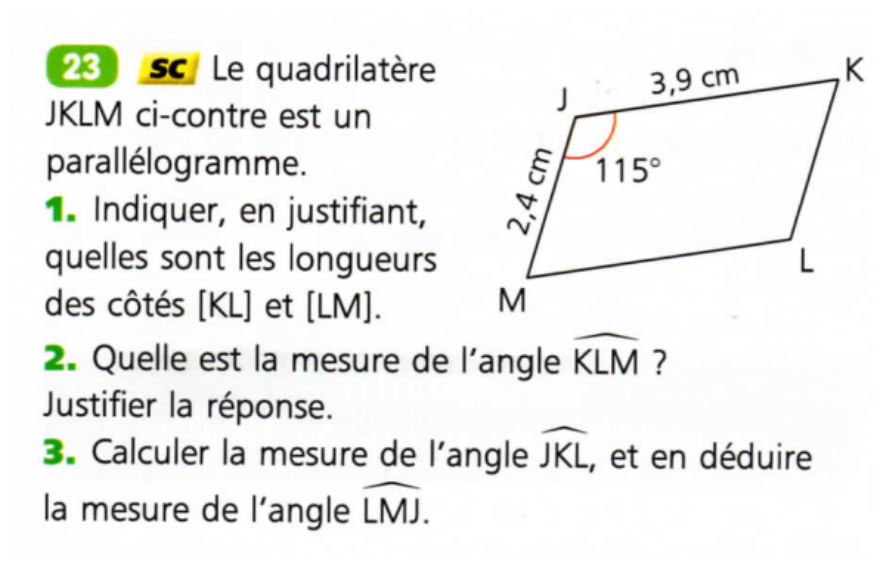 23 SC Le quadrilatère
JKLM ci-contre est un
parallélogramme.
1. Indiquer, en justifiant,
quelles sont les longueurs
des côtés [KL] et [LM].
J
3,9 cm
K
2,4 cm
115°
L
M
2. Quelle est la mesure de l'angle KLM ?
Justifier la réponse.
3. Calculer la mesure de l'angle JKL, et en déduire
la mesure de l'angle LMJ.